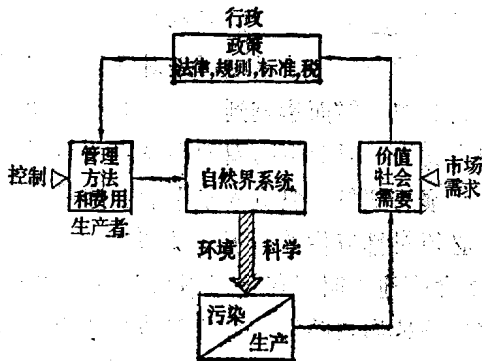 行政
政策
法律,规则,标准,税
控制
管理
方法
和费用
生产者
自然界系统
价值
社会
需要
市场
需求
环境
科学
污染
生产